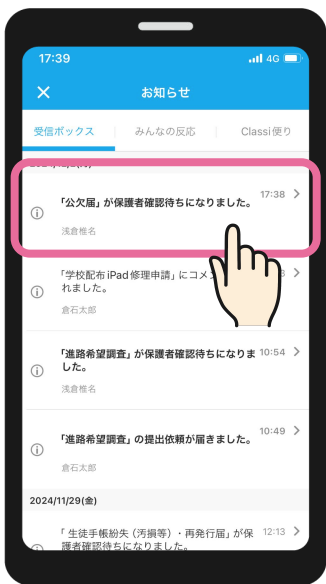 17:39
4G
お知らせ
受信ボックス
みんなの反応
Classi便り
「公欠届」が保護者確認待ちになりました。
17:38
浅倉椎名
「学校配布iPad修理申請」にコメ
れました。
倉石太郎
「進路希望調査」が保護者確認待ちになりま
した。
10:54
浅倉椎名
「進路希望調査」の提出依頼が届きました。
10:49
倉石太郎
2024/11/29(金)
「生徒手帳紛失(汚損等)・再発行届」が保
護者確認待ちになりました。
12:13